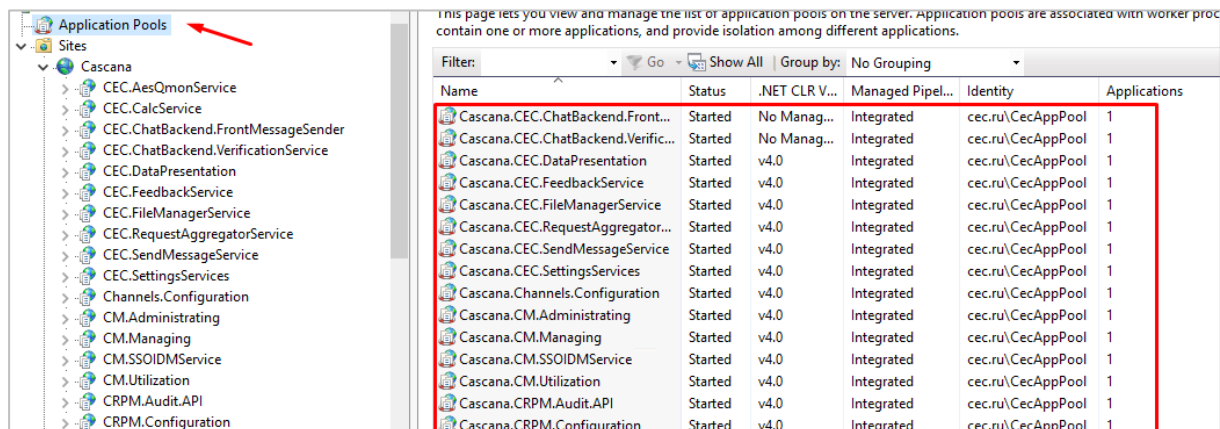 Application Pools
Sites
Cascana
CEC.AesQmonService
CEC.CalcService
CEC.ChatBackend.FrontMessageSender
CEC.ChatBackend.VerificationService
CEC.DataPresentation
CEC.FeedbackService
CEC.FileManagerService
CEC.RequestAggregatorService
CEC.SendMessageService
CEC.SettingsServices
Channels.Configuration
CM.Administrating
CM.Managing
CM.SSOIDMService
CM.Utilization
CRPM.Audit.API
CRPM.Configuration
This page lets you view and manage the list of application pools on the server. Application pools are associated with worker proc
contain one or more applications, and provide isolation among different applications.
Filter: Go Show All Group by: No Grouping
Name Status .NET CLR V... Managed Pipel... Identity Applications
Cascana.CEC.ChatBackend.Front... Started No Manag... Integrated cec.ru\CecAppPool 1
Cascana.CEC.ChatBackend.Verific... Started No Manag... Integrated cec.ru\CecAppPool 1
Cascana.CEC.DataPresentation Started v4.0 Integrated cec.ru\CecAppPool 1
Cascana.CEC.FeedbackService Started v4.0 Integrated cec.ru\CecAppPool 1
Cascana.CEC.FileManagerService Started v4.0 Integrated cec.ru\CecAppPool 1
Cascana.CEC.RequestAggregator... Started v4.0 Integrated cec.ru\CecAppPool 1
Cascana.CEC.SendMessageService Started v4.0 Integrated cec.ru\CecAppPool 1
Cascana.CEC.SettingsServices Started v4.0 Integrated cec.ru\CecAppPool 1
Cascana.Channels.Configuration Started v4.0 Integrated cec.ru\CecAppPool 1
Cascana.CM.Administrating Started v4.0 Integrated cec.ru\CecAppPool 1
Cascana.CM.Managing Started v4.0 Integrated cec.ru\CecAppPool 1
Cascana.CM.SSOIDMService Started v4.0 Integrated cec.ru\CecAppPool 1
Cascana.CM.Utilization Started v4.0 Integrated cec.ru\CecAppPool 1
Cascana.CRPM.Audit.API Started v4.0 Integrated cec.ru\CecAppPool 1
Cascana.CRPM.Configuration Started v4.0 Integrated cec.ru\CecAppPool 1